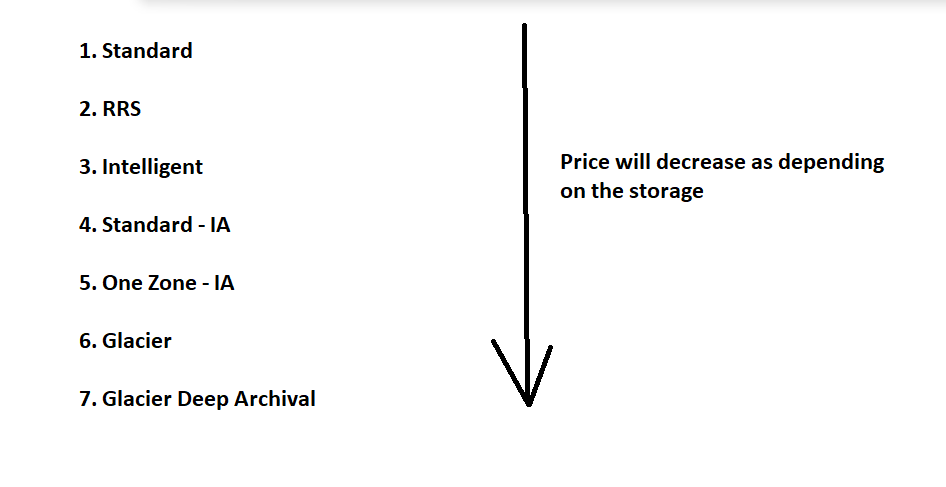 1. Standard
2. RRS
3. Intelligent
4. Standard - IA
5. One Zone - IA
6. Glacier
7. Glacier Deep Archival
Price will decrease as depending
on the storage